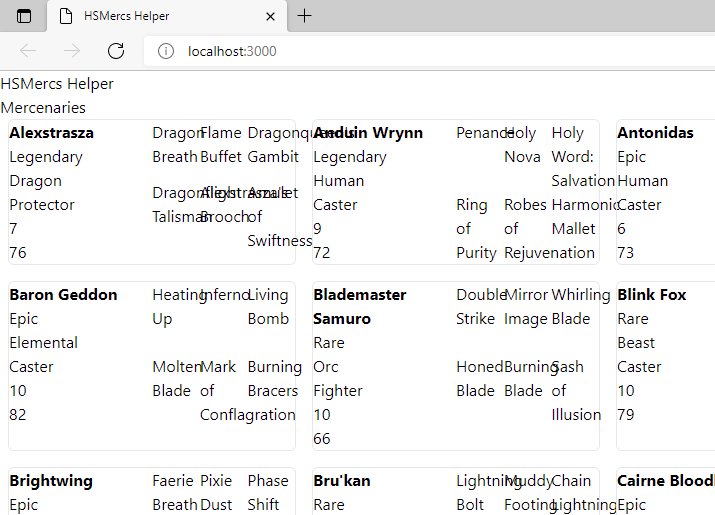 HSMercs Helper
localhost:3000
HSMercs Helper
Mercenaries
Alexstrasza
Legendary
Dragon
Protector
7
76
Dragon
Breath
Flame
Buffet
Dragonqueen's
Gambit
Dragonflight
Talisman
Alexstrasza's
Brooch
Amulet
of
Swiftness
Anduin Wrynn
Legendary
Human
Caster
9
72
Penance
Holy
Nova
Holy
Word:
Salvation
Ring
of
Purity
Robes
of
Rejuvenation
Harmonic
Mallet
Antonidas
Epic
Human
Caster
6
73
Baron Geddon
Epic
Elemental
Caster
10
82
Heating
Up
Inferno
Living
Bomb
Molten
Blade
Mark
of
Conflagration
Burning
Bracers
Blademaster
Samuro
Rare
Orc
Fighter
10
66
Double
Strike
Mirror
Image
Whirling
Blade
Honed
Blade
Burning
Blade
Sash
of
Illusion
Blink Fox
Rare
Beast
Caster
10
79
Brightwing
Epic
Faerie
Breath
Pixie
Dust
Phase
Shift
Bru'kan
Rare
Lightning
Bolt
Muddy
Footing
Chain
Lightning
Cairne Bloodh
Epic